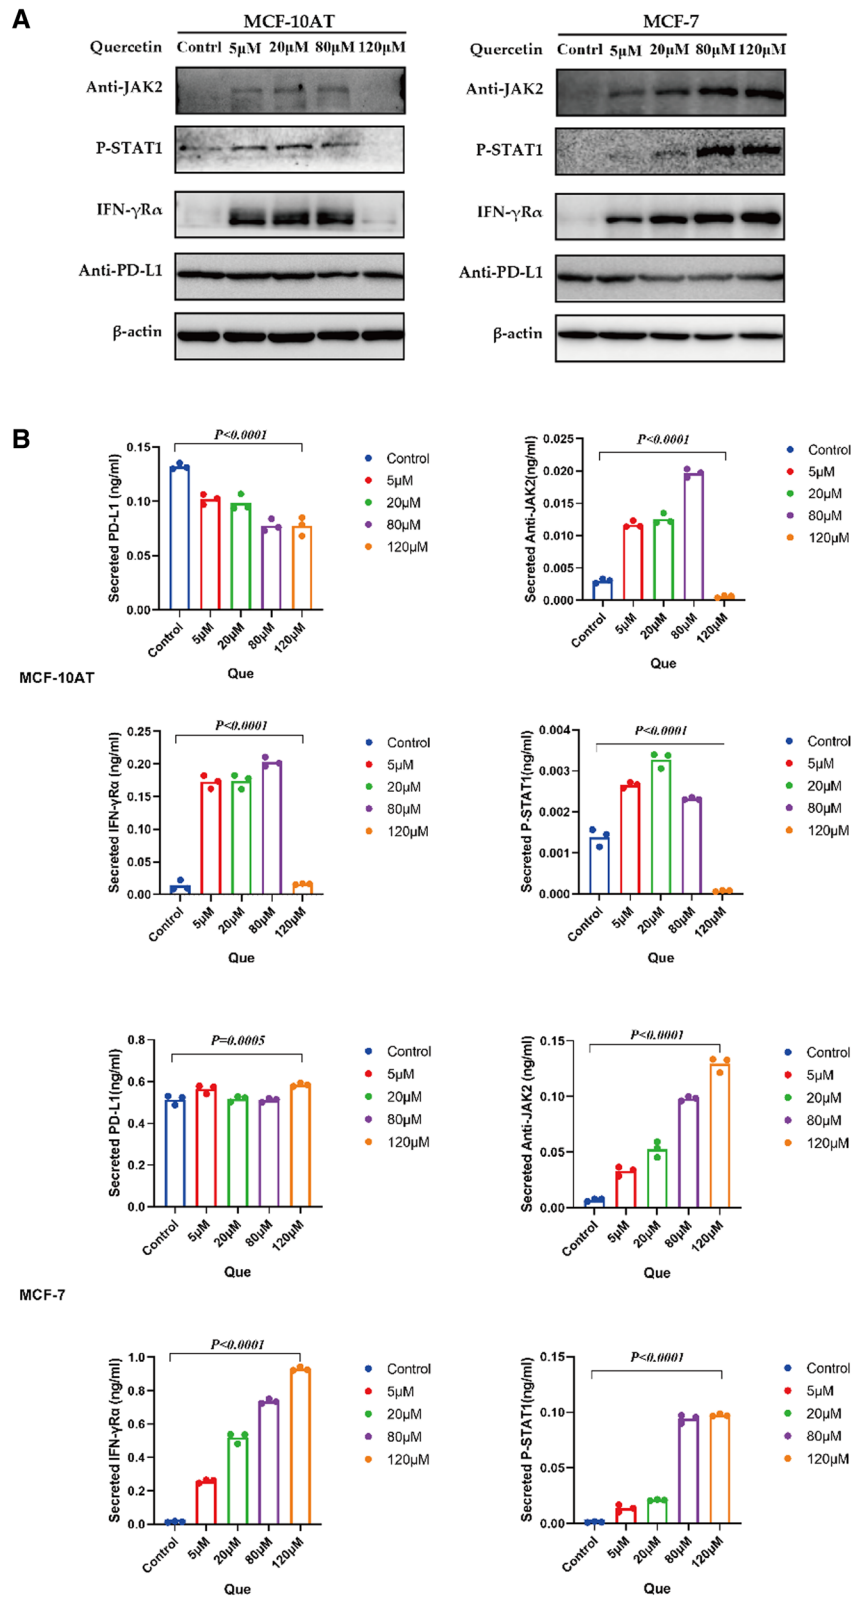 A
MCF-10AT
Quercetin Contrl 5μM 20μM 80μM 120μM
Anti-JAK2
P-STAT1
IFN-γRα
Anti-PD-L1
β-actin
MCF-7
Quercetin Contrl 5μM 20μM 80μM 120μM
Anti-JAK2
P-STAT1
IFN-γRα
Anti-PD-L1
β-actin
B
MCF-10AT
Secreted PD-L1 (ng/ml)
0.15
0.10
0.05
0.00
P<0.0001
Control 5μM 20μM 80μM 120μM
Que
Control
5μM
20μM
80μM
120μM
Secreted Anti-JAK2(ng/ml)
0.025
0.020
0.015
0.010
0.005
0.000
P<0.0001
Control 5μM 20μM 80μM 120μM
Que
Control
5μM
20μM
80μM
120μM
Secreted IFN-γRα (ng/ml)
0.25
0.20
0.15
0.10
0.05
0.00
P<0.0001
Control 5μM 20μM 80μM 120μM
Que
Control
5μM
20μM
80μM
120μM
Secreted P-STAT1(ng/ml)
0.004
0.003
0.002
0.001
0.000
P<0.0001
Control 5μM 20μM 80μM 120μM
Que
Control
5μM
20μM
80μM
120μM
MCF-7
Secreted PD-L1(ng/ml)
0.8
0.6
0.4
0.2
0.0
P=0.0005
Control 5μM 20μM 80μM 120μM
Que
Control
5μM
20μM
80μM
120μM
Secreted Anti-JAK2 (ng/ml)
0.15
0.10
0.05
0.00
P<0.0001
Control 5μM 20μM 80μM 120μM
Que
Control
5μM
20μM
80μM
120μM
Secreted IFN-γRα (ng/ml)
1.0
0.8
0.6
0.4
0.2
0.0
P<0.0001
Control 5μM 20μM 80μM 120μM
Que
Control
5μM
20μM
80μM
120μM
Secreted P-STAT1(ng/ml)
0.15
0.10
0.05
0.00
P<0.0001
Control 5μM 20μM 80μM 120μM
Que
Control
5μM
20μM
80μM
120μM